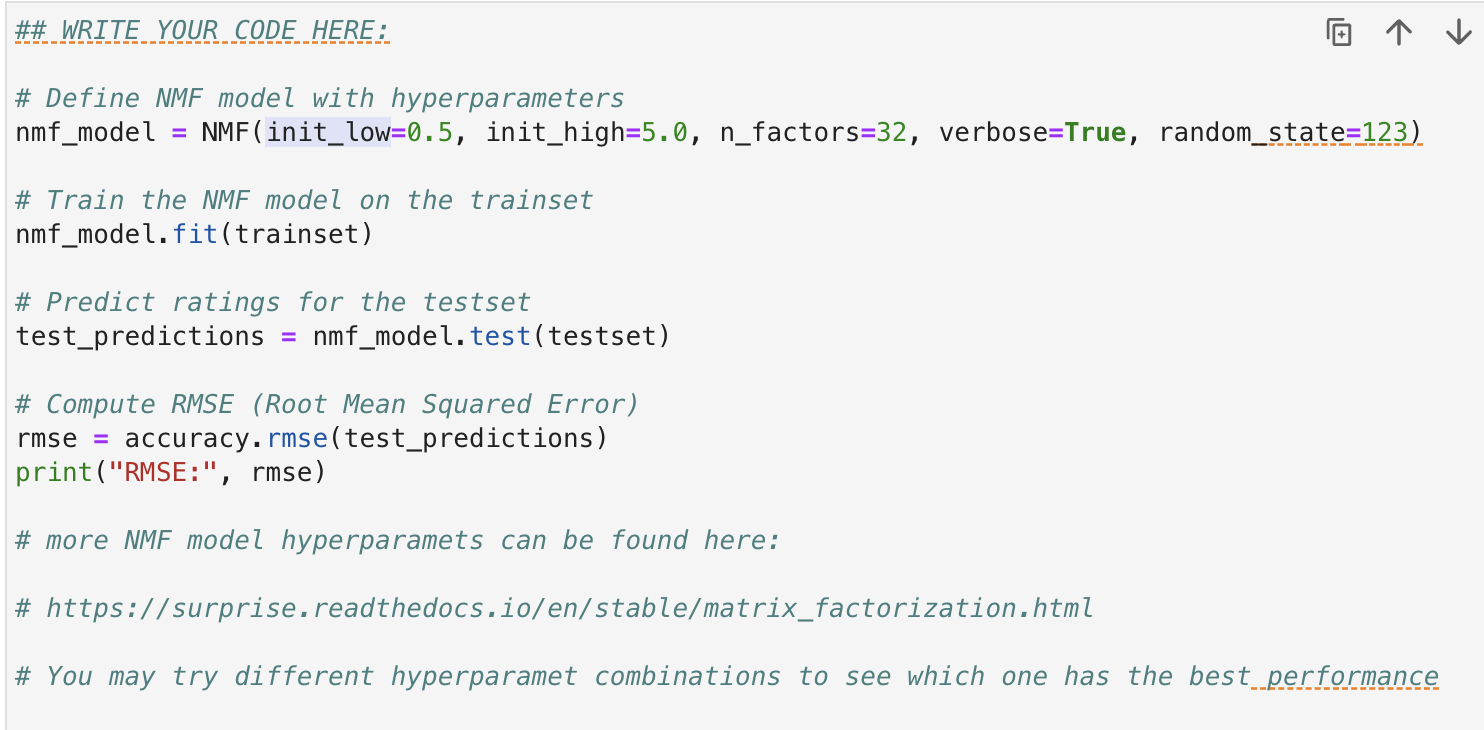 ## WRITE YOUR CODE HERE:
# Define NMF model with hyperparameters
nmf_model = NMF(init_low=0.5, init_high=5.0, n_factors=32, verbose=True, random_state=123)
# Train the NMF model on the trainset
nmf_model.fit(trainset)
# Predict ratings for the testset
test_predictions = nmf_model.test(testset)
# Compute RMSE (Root Mean Squared Error)
rmse = accuracy.rmse(test_predictions)
print("RMSE:", rmse)
# more NMF model hyperparamets can be found here:
# https://surprise.readthedocs.io/en/stable/matrix_factorization.html
# You may try different hyperparamet combinations to see which one has the best performance